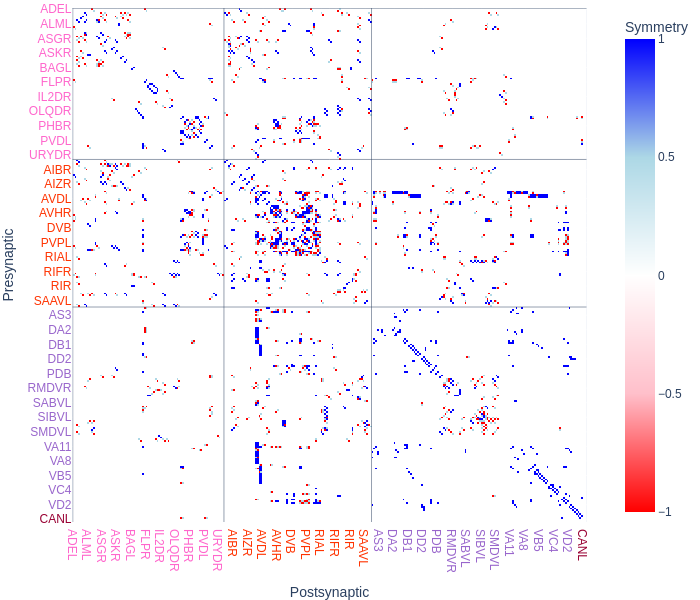 Symmetry
1
0.5
0
−0.5
−1
Presynaptic
ADEL
ALML
ASGR
ASKR
BAGL
FLPR
IL2DR
OLQDR
PHBR
PVDL
URYDR
AIBR
AIZR
AVDL
AVHR
DVB
PVPL
RIAL
RIFR
RIR
SAAVL
AS3
DA2
DB1
DD2
PDB
RMDVR
SABVL
SIBVL
SMDVL
VA11
VA8
VB5
VC4
VD2
CANL
ADEL
ALML
ASGR
ASKR
BAGL
FLPR
IL2DR
OLQDR
PHBR
PVDL
URYDR
AIBR
AIZR
AVDL
AVHR
DVB
PVPL
RIAL
RIFR
RIR
SAAVL
AS3
DA2
DB1
DD2
PDB
RMDVR
SABVL
SIBVL
SMDVL
VA11
VA8
VB5
VC4
VD2
CANL
Postsynaptic